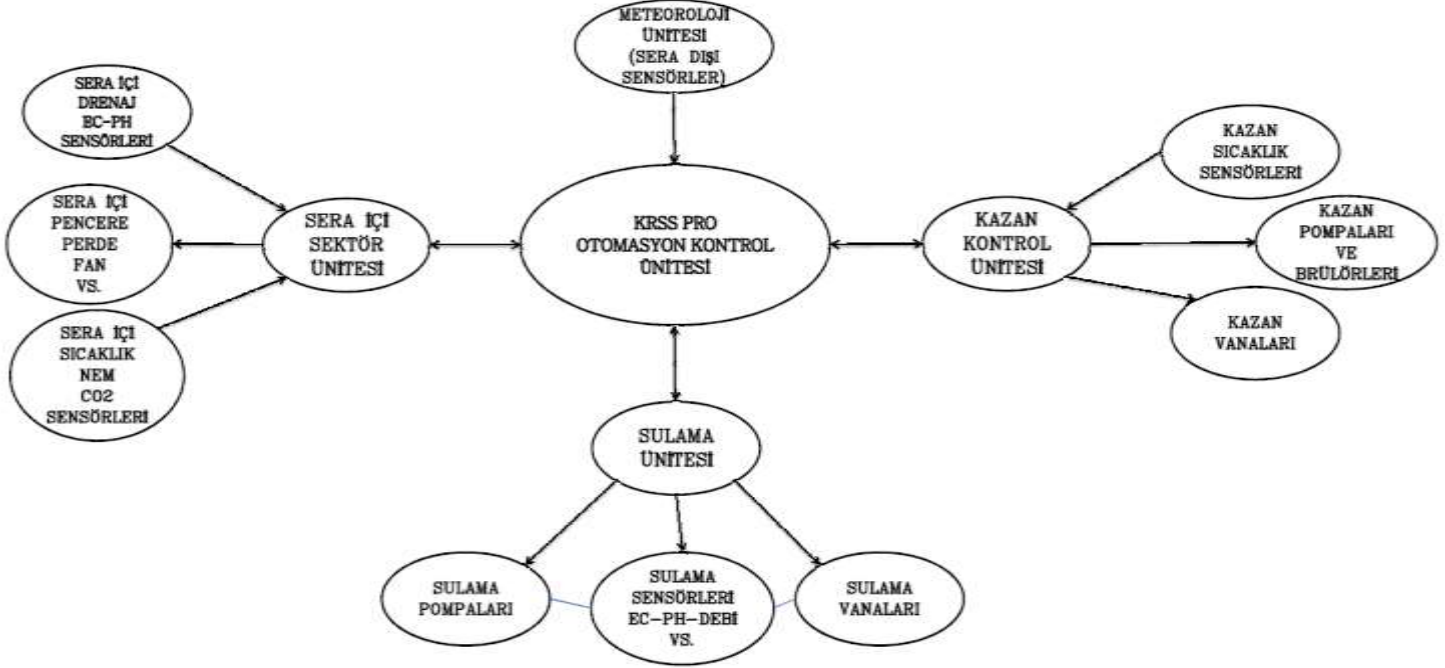 METEOROLOJİ
ÜNİTESİ
(SERA DIŞI
SENSÖRLER)
SERA İÇİ
DRENAJ
EC-PH
SENSÖRLERİ
SERA İÇİ
PENCERE
PERDE
FAN
VS.
SERA İÇİ
SICAKLIK
NEM
CO2
SENSÖRLERİ
SERA İÇİ
SEKTÖR
ÜNİTESİ
KRSS PRO
OTOMASYON KONTROL
ÜNİTESİ
KAZAN
KONTROL
ÜNİTESİ
KAZAN
SICAKLIK
SENSÖRLERİ
KAZAN
POMPALARI
VE
BRÜLÖRLERİ
KAZAN
VANALARI
SULAMA
ÜNİTESİ
SULAMA
POMPALARI
SULAMA
SENSÖRLERİ
EC-PH-DEBİ
VS.
SULAMA
VANALARI